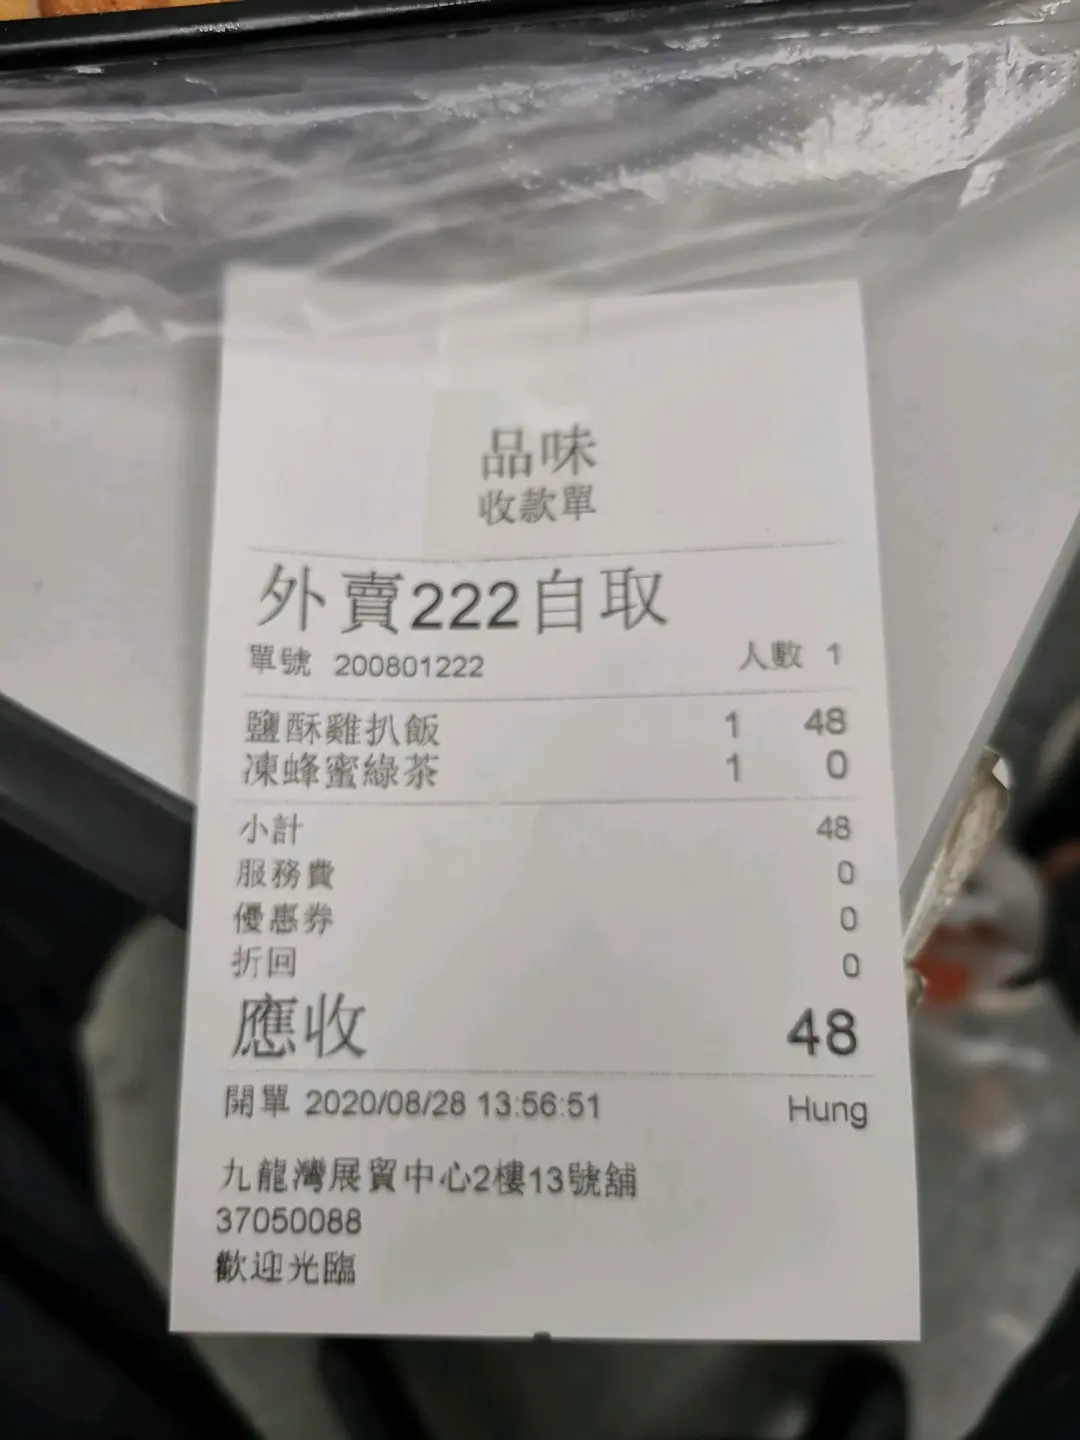 品味
收款單
外賣222自取
單號 200801222 人數 1
鹽酥雞扒飯 1 48
凍蜂蜜綠茶 1 0
小計 48
服務費 0
優惠券 0
折回 0
應收 48
開單 2020/08/28 13:56:51 Hung
九龍灣展貿中心2樓13號舖
37050088
歡迎光臨